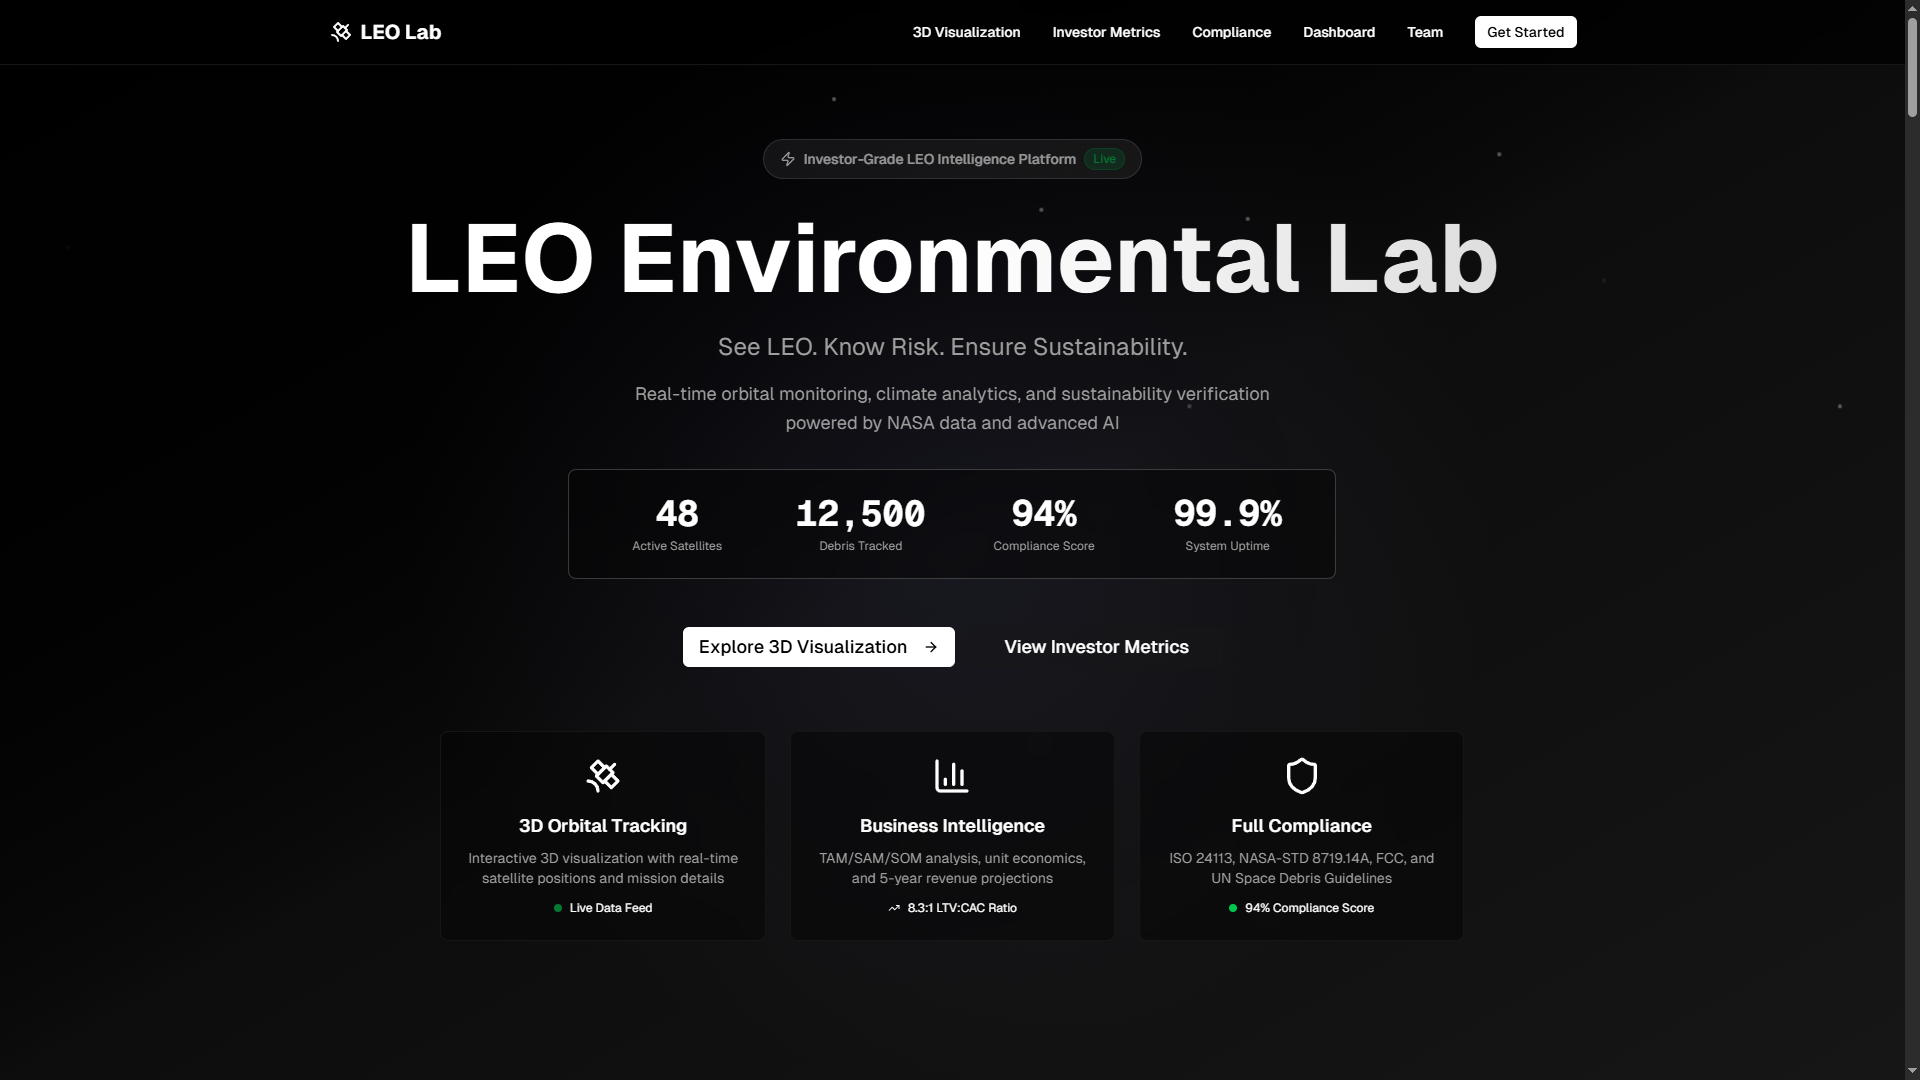 LEO Lab
3D Visualization
Investor Metrics
Compliance
Dashboard
Team
Get Started
Investor-Grade LEO Intelligence Platform
Live
LEO Environmental Lab
See LEO. Know Risk. Ensure Sustainability.
Real-time orbital monitoring, climate analytics, and sustainability verification
powered by NASA data and advanced AI
48
Active Satellites
12,500
Debris Tracked
94%
Compliance Score
99.9%
System Uptime
Explore 3D Visualization
View Investor Metrics
3D Orbital Tracking
Interactive 3D visualization with real-time
satellite positions and mission details
Live Data Feed
Business Intelligence
TAM/SAM/SOM analysis, unit economics,
and 5-year revenue projections
8.3:1 LTV:CAC Ratio
Full Compliance
ISO 24113, NASA-STD 8719.14A, FCC, and
UN Space Debris Guidelines
94% Compliance Score